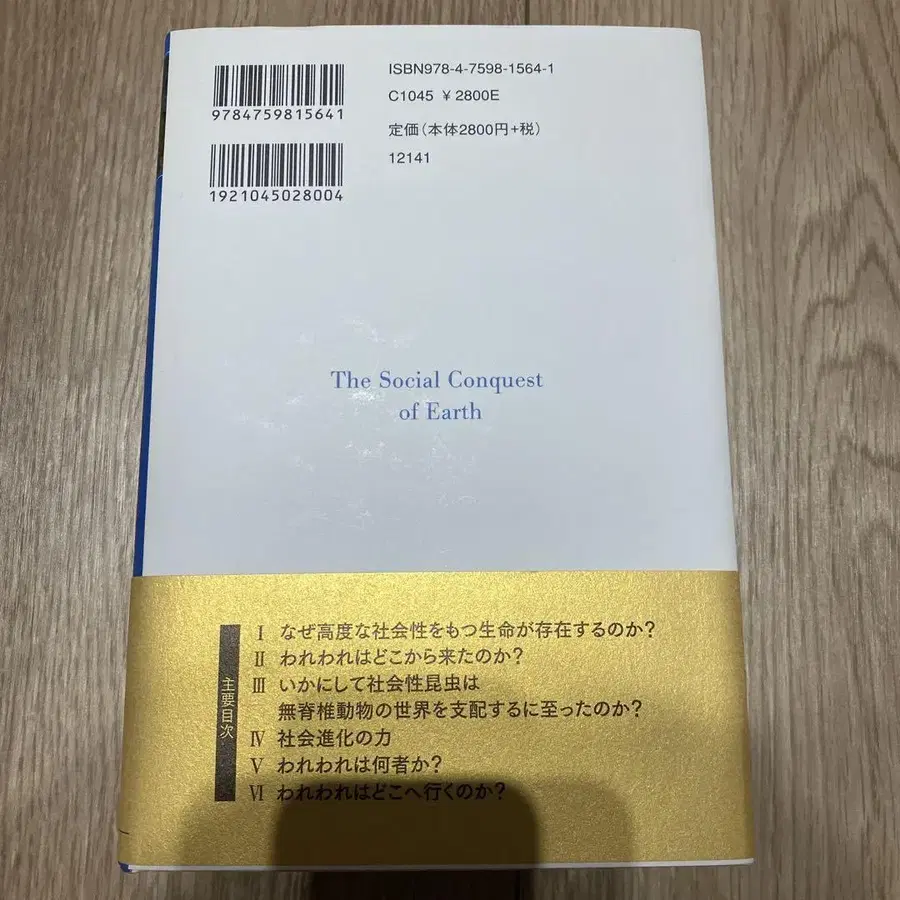 ISBN978-4-7598-1564-1
C1045 ¥2800E
定価(本体2800円+税)
12141
9784759815641
1921045028004
The Social Conquest
of Earth
主要目次
Ⅰ なぜ高度な社会性をもつ生命が存在するのか?
Ⅱ われわれはどこから来たのか?
Ⅲ いかにして社会性昆虫は
無脊椎動物の世界を支配するに至ったのか?
Ⅳ 社会進化の力
Ⅴ われわれは何者か?
Ⅵ われわれはどこへ行くのか?